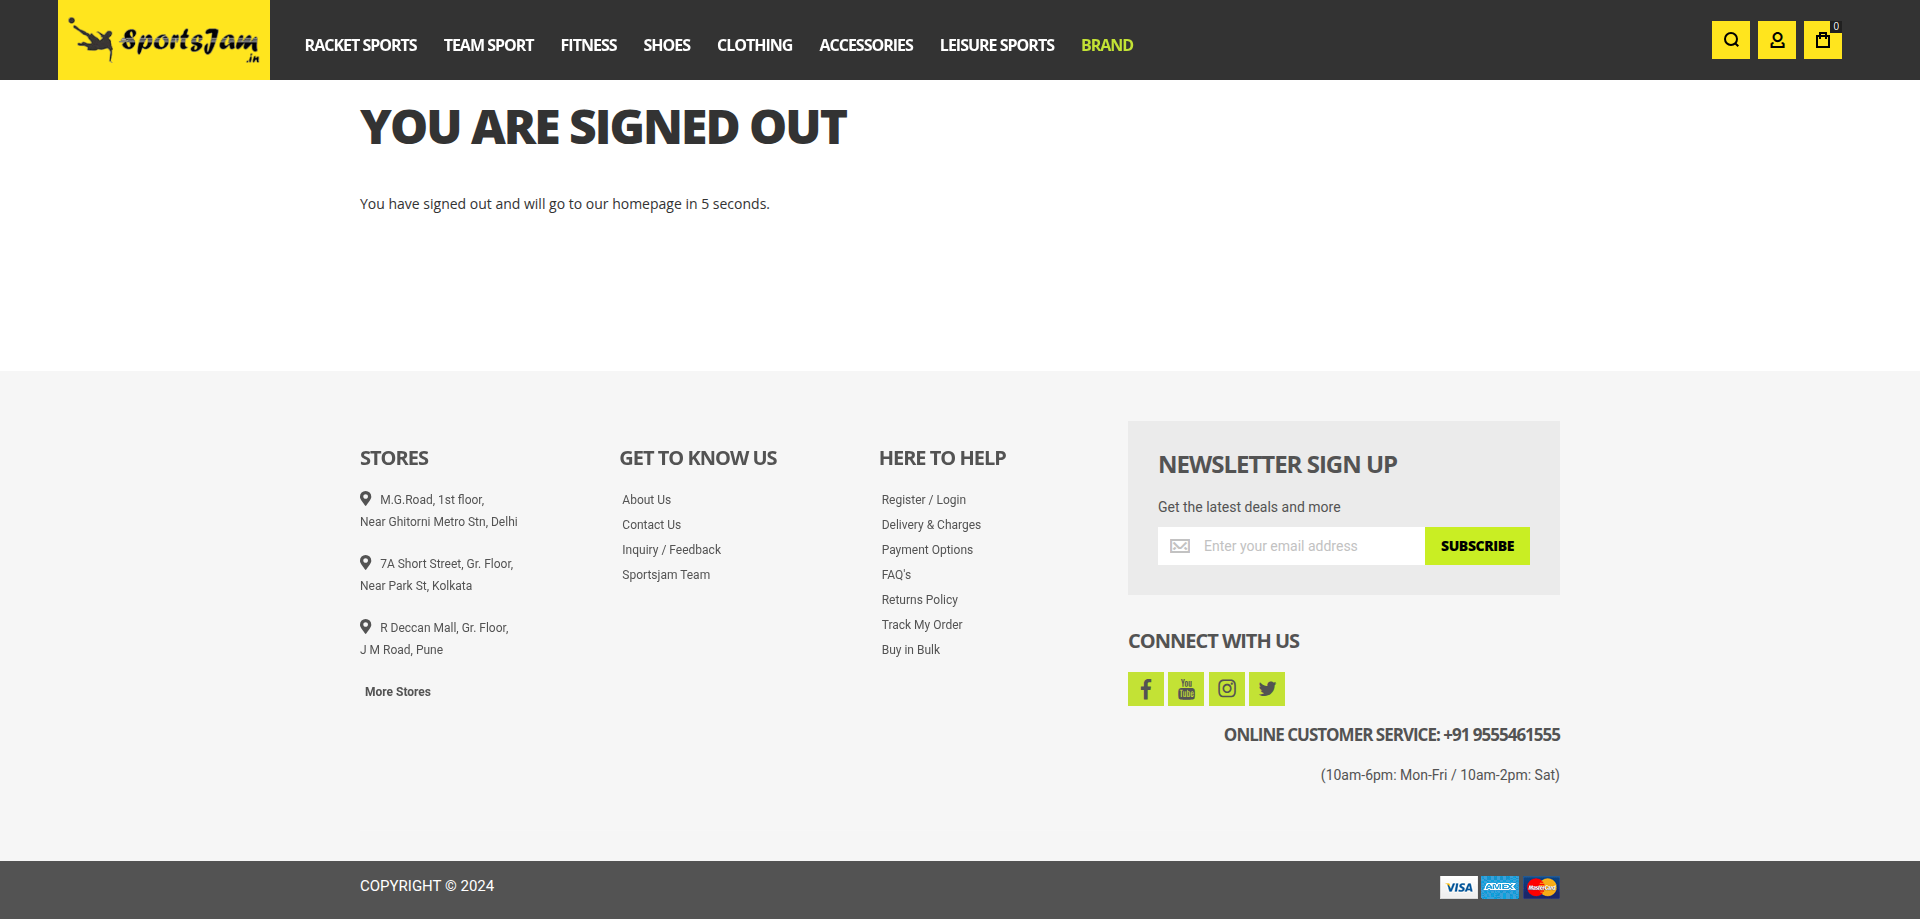 SportsJam
.in
RACKET SPORTS TEAM SPORT FITNESS SHOES CLOTHING ACCESSORIES LEISURE SPORTS BRAND
0
YOU ARE SIGNED OUT
You have signed out and will go to our homepage in 5 seconds.
STORES
M.G.Road, 1st floor,
Near Ghitorni Metro Stn, Delhi
7A Short Street, Gr. Floor,
Near Park St, Kolkata
R Deccan Mall, Gr. Floor,
J M Road, Pune
More Stores
GET TO KNOW US
About Us
Contact Us
Inquiry / Feedback
Sportsjam Team
HERE TO HELP
Register / Login
Delivery & Charges
Payment Options
FAQ's
Returns Policy
Track My Order
Buy in Bulk
NEWSLETTER SIGN UP
Get the latest deals and more
Enter your email address
SUBSCRIBE
CONNECT WITH US
You
Tube
ONLINE CUSTOMER SERVICE: +91 9555461555
(10am-6pm: Mon-Fri / 10am-2pm: Sat)
COPYRIGHT © 2024
VISA AMEX MasterCard